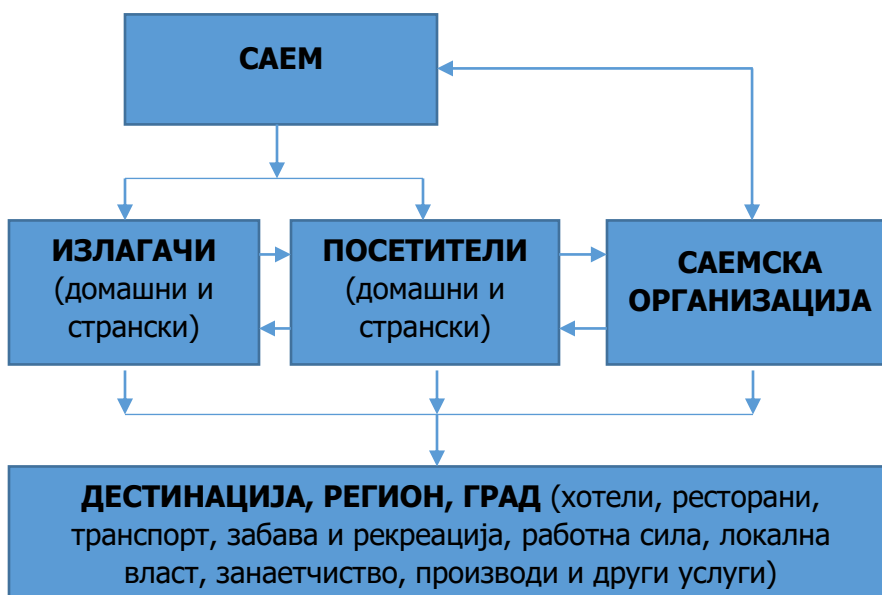 САЕМ
ИЗЛАГАЧИ
(домашни и
странски)
ПОСЕТИТЕЛИ
(домашни и
странски)
САЕМСКА
ОРГАНИЗАЦИЈА
ДЕСТИНАЦИЈА, РЕГИОН, ГРАД (хотели, ресторани,
транспорт, забава и рекреација, работна сила, локална
власт, занаетчиство, производи и други услуги)